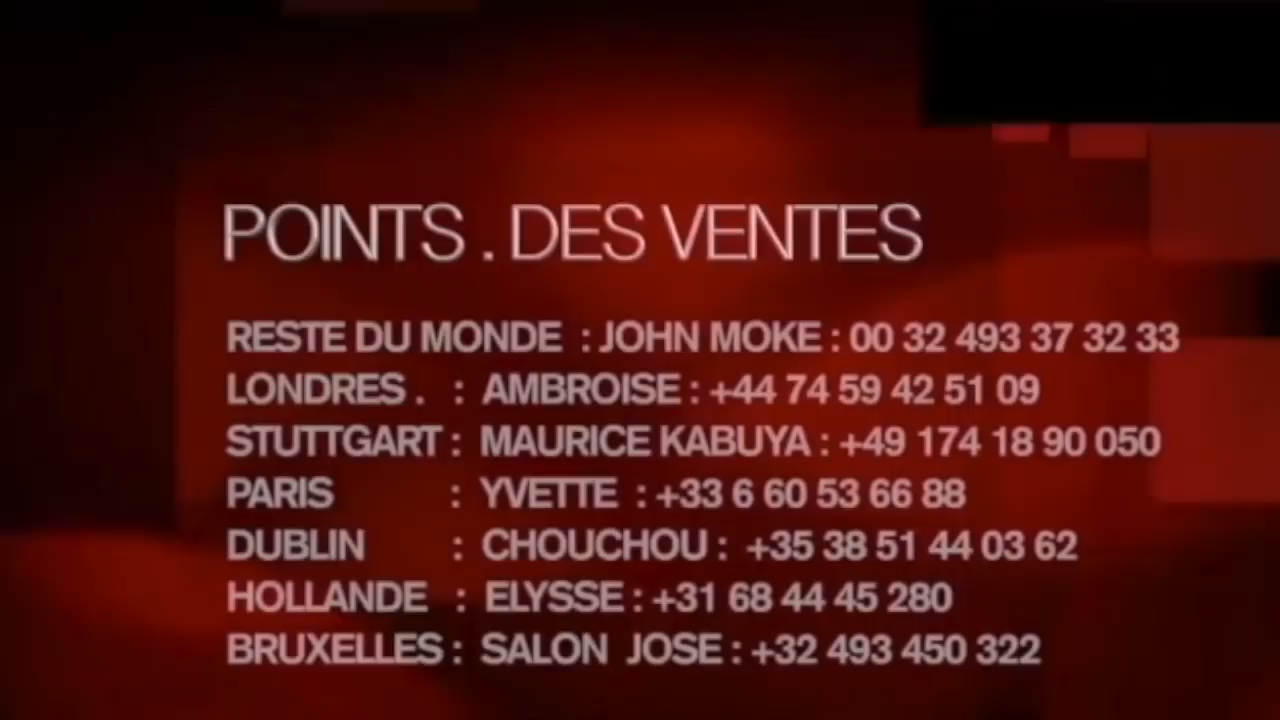 POINTS . DES VENTES
RESTE DU MONDE : JOHN MOKE : 00 32 493 37 32 33
LONDRES . : AMBROISE : +44 74 59 42 51 09
STUTTGART : MAURICE KABUYA : +49 174 18 90 050
PARIS : YVETTE : +33 6 60 53 66 88
DUBLIN : CHOUCHOU : +35 38 51 44 03 62
HOLLANDE : ELYSSE : +31 68 44 45 280
BRUXELLES : SALON JOSE : +32 493 450 322